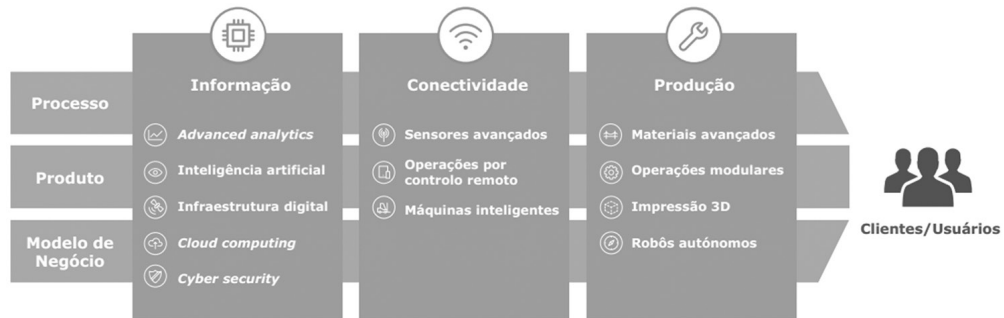 Processo
Produto
Modelo de
Negócio
Informação
Advanced analytics
Inteligência artificial
Infraestrutura digital
Cloud computing
Cyber security
Conectividade
Sensores avançados
Operações por
controlo remoto
Máquinas inteligentes
Produção
Materiais avançados
Operações modulares
Impressão 3D
Robôs autónomos
Clientes/Usuários